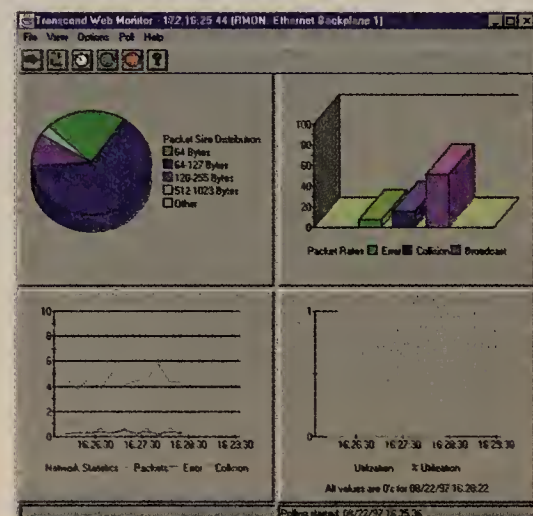 Transcend Web Monitor - 172.16.25.44 [RMON, Ethernet Backplane 1]
File View Options Poll Help
Packet Size Distribution
64 Bytes
64-127 Bytes
128-255 Bytes
512-1023 Bytes
Other
100
80
60
40
20
0
Packet Rates Error Collision Broadcast
10
8
6
4
2
0
16:26:30 16:27:30 16:28:30 16:29:30
Network Statistics Packets Error Collision
1
0
16:26:30 16:27:30 16:28:30 16:29:30
Utilization % Utilization
All values are 0's for 08/22/97 16:28:22
Polling started: 08/22/97 16:25:36